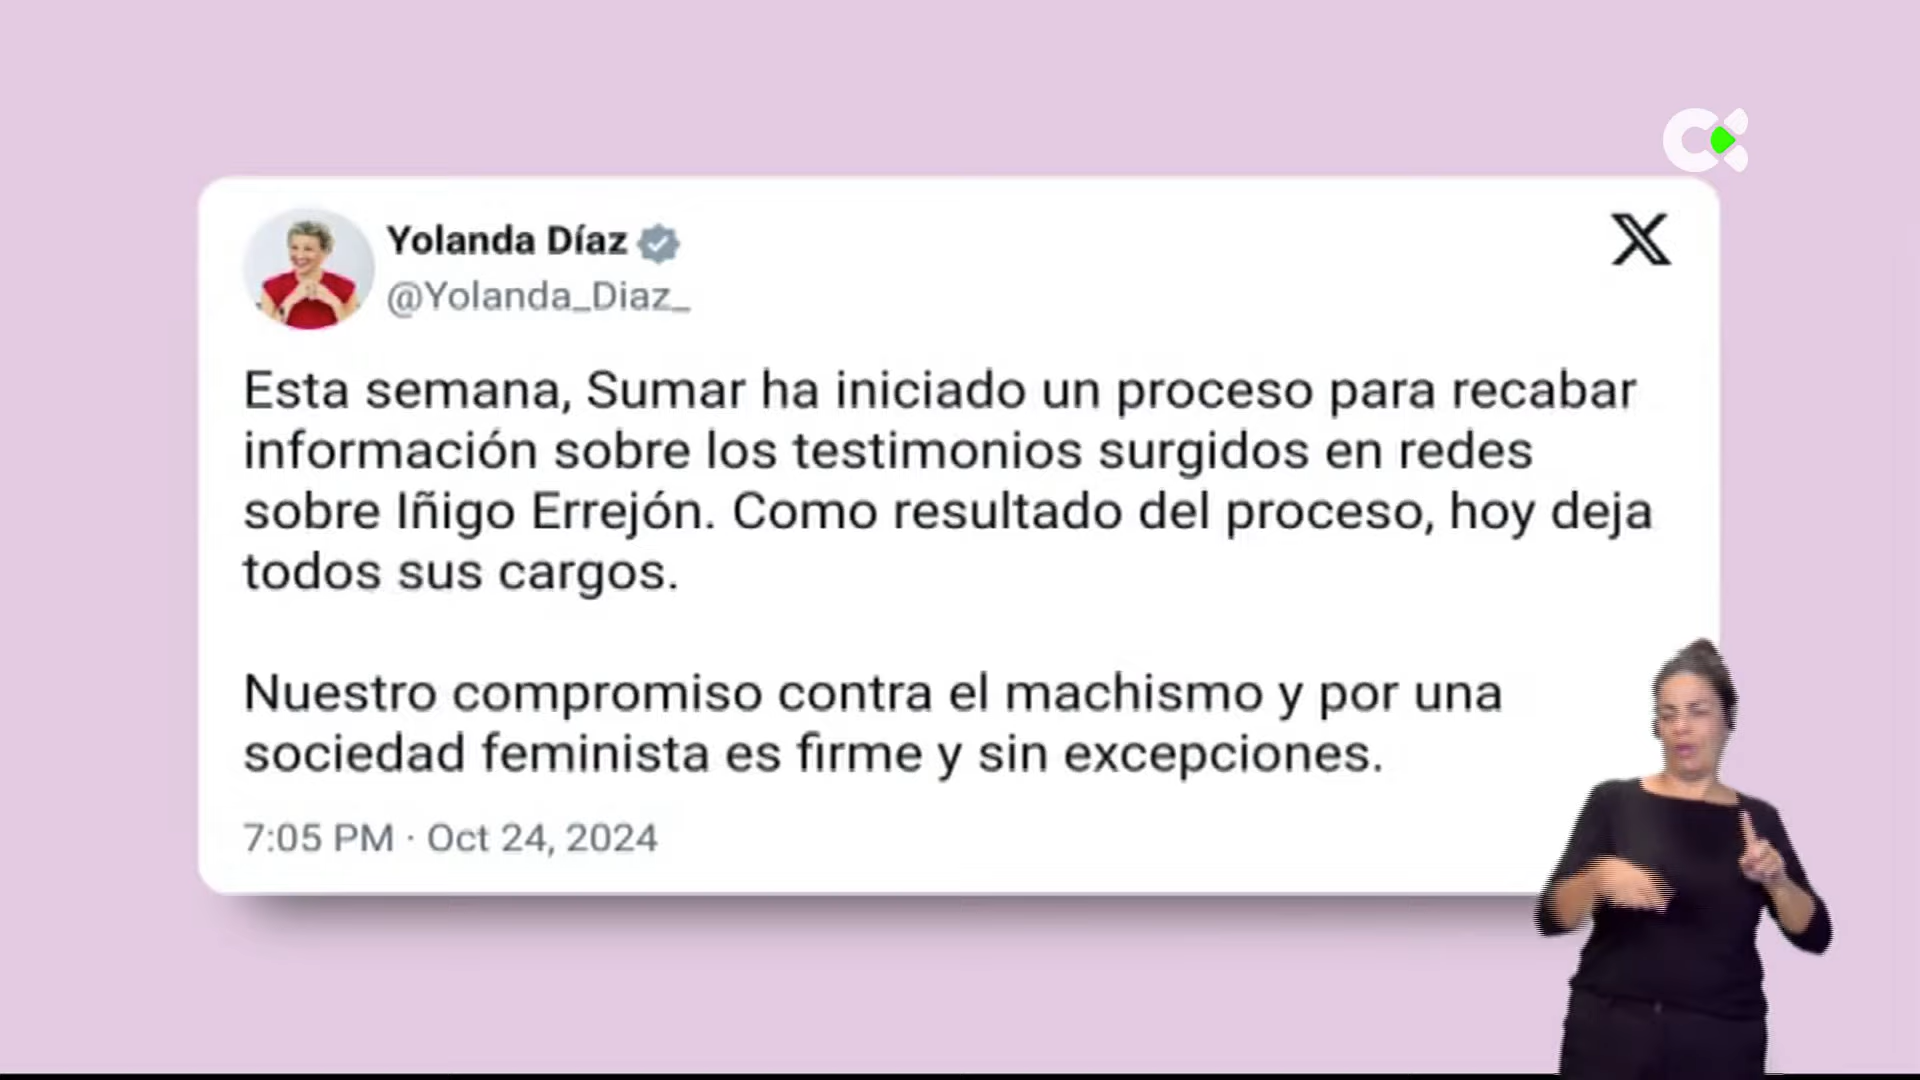 Yolanda Díaz
@Yolanda_Diaz_
X
Esta semana, Sumar ha iniciado un proceso para recabar
información sobre los testimonios surgidos en redes
sobre Iñigo Errejón. Como resultado del proceso, hoy deja
todos sus cargos.
Nuestro compromiso contra el machismo y por una
sociedad feminista es firme y sin excepciones.
7:05 PM · Oct 24, 2024